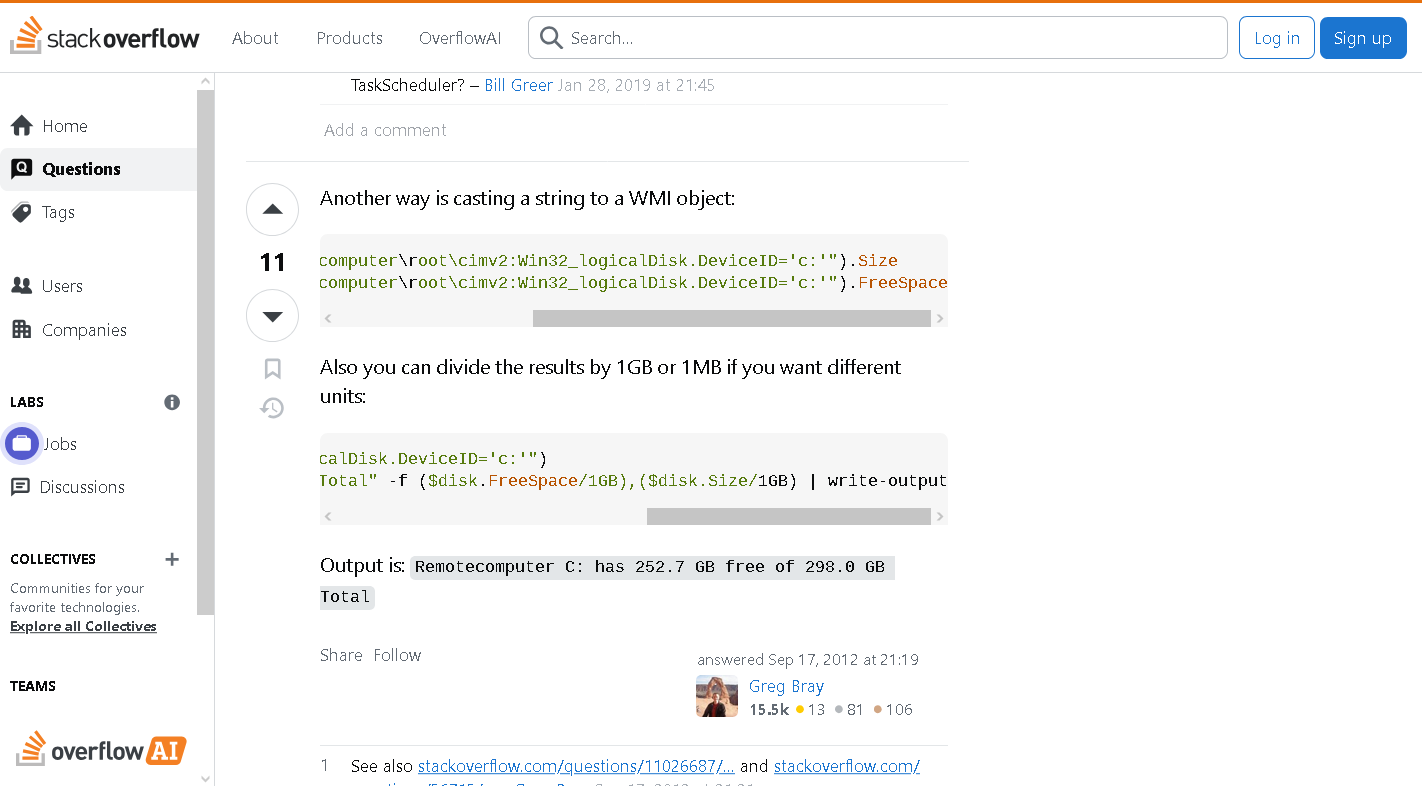 stackoverflow
About
Products
OverflowAI
Search...
Log in
Sign up
Home
Questions
Tags
Users
Companies
LABS
Jobs
Discussions
COLLECTIVES
Communities for your
favorite technologies.
Explore all Collectives
TEAMS
overflowAI
TaskScheduler? – Bill Greer Jan 28, 2019 at 21:45
Add a comment
11
Another way is casting a string to a WMI object:
computer\root\cimv2:Win32_logicalDisk.DeviceID='c:'").Size
computer\root\cimv2:Win32_logicalDisk.DeviceID='c:'").FreeSpace
Also you can divide the results by 1GB or 1MB if you want different
units:
calDisk.DeviceID='c:'")
Total" -f ($disk.FreeSpace/1GB),($disk.Size/1GB) | write-output
Output is: Remotecomputer C: has 252.7 GB free of 298.0 GB
Total
Share Follow
answered Sep 17, 2012 at 21:19
Greg Bray
15.5k 13 81 106
1 See also stackoverflow.com/questions/11026687/... and stackoverflow.com/